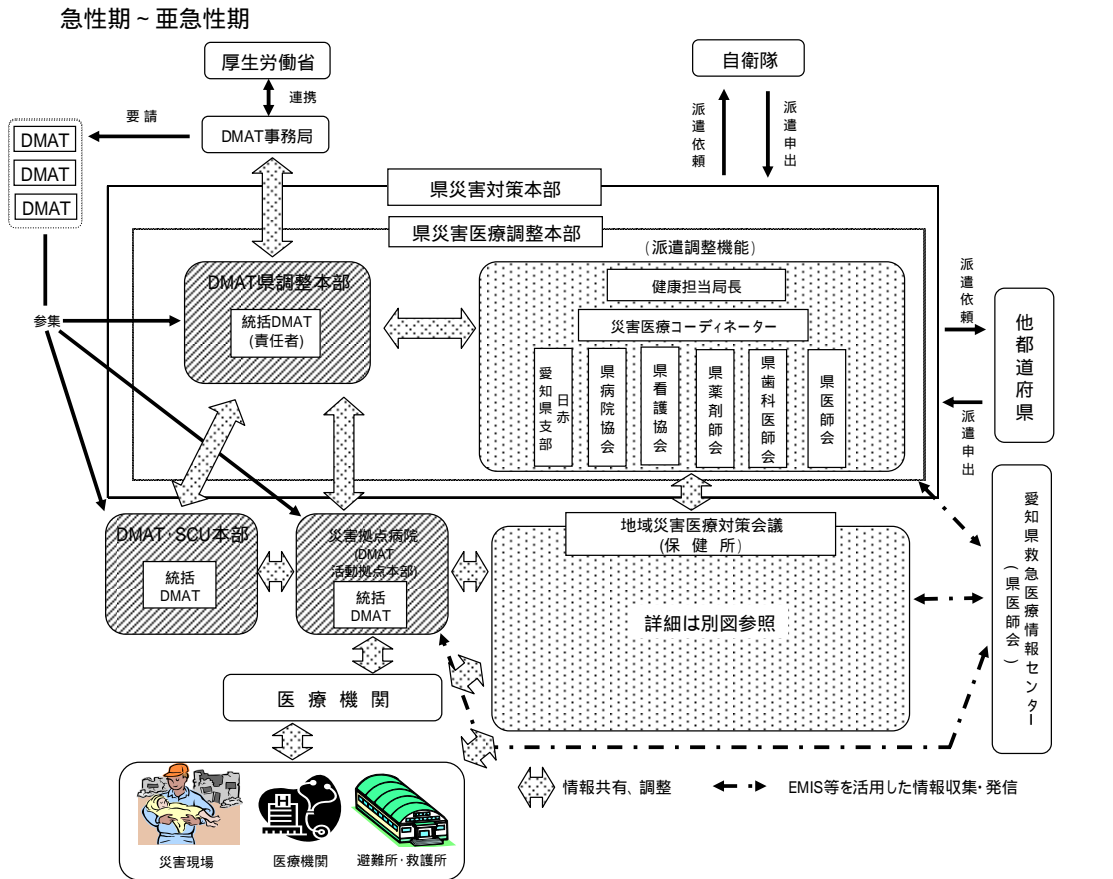 急性期~亜急性期
厚生労働省
連携
要請
DMAT事務局
DMAT
DMAT
DMAT
自衛隊
派遣依頼
派遣申出
県災害対策本部
県災害医療調整本部
(派遣調整機能)
DMAT県調整本部
統括DMAT
(責任者)
健康担当局長
災害医療コーディネーター
日赤
愛知県支部
県病院協会
県看護協会
県薬剤師会
県歯科医師会
県医師会
参集
派遣依頼
他都道府県
派遣申出
DMAT・SCU本部
統括
DMAT
災害拠点病院
(DMAT
活動拠点本部)
統括
DMAT
地域災害医療対策会議
(保健所)
詳細は別図参照
愛知県救急医療情報センター
(県医師会)
医療機関
災害現場
医療機関
避難所・救護所
情報共有、調整
EMIS等を活用した情報収集・発信